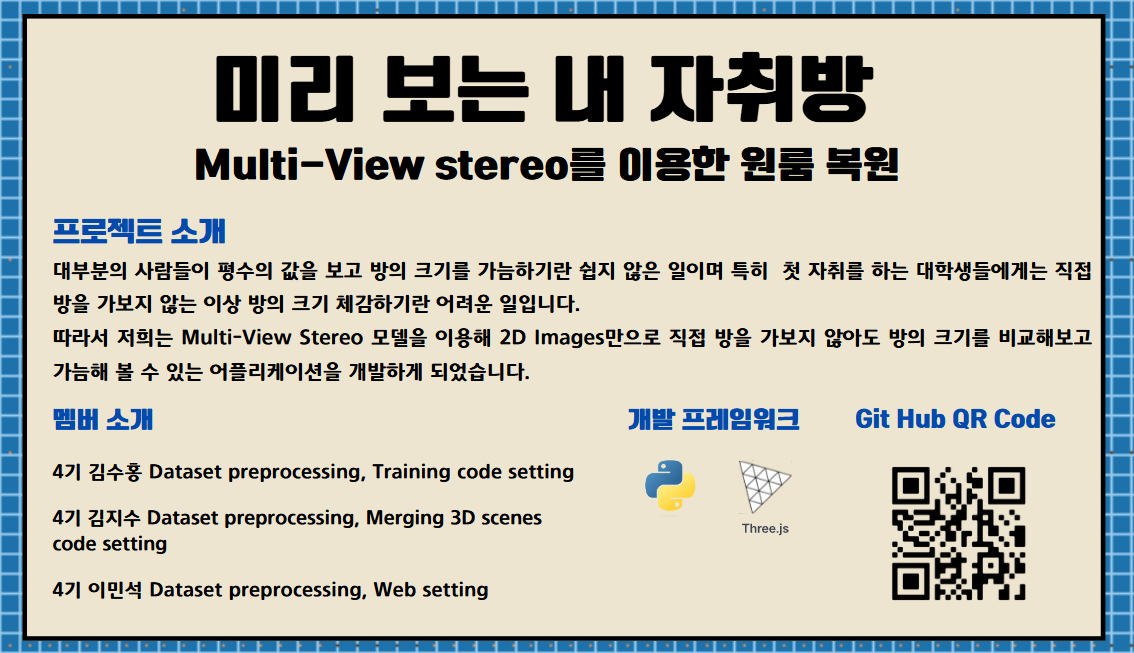 미리 보는 내 자취방
Multi-View stereo를 이용한 원룸 복원
프로젝트 소개
대부분의 사람들이 평수의 값을 보고 방의 크기를 가늠하기란 쉽지 않은 일이며 특히 첫 자취를 하는 대학생들에게는 직접
방을 가보지 않는 이상 방의 크기 체감하기란 어려운 일입니다.
따라서 저희는 Multi-View Stereo 모델을 이용해 2D Images만으로 직접 방을 가보지 않아도 방의 크기를 비교해보고
가늠해 볼 수 있는 어플리케이션을 개발하게 되었습니다.
멤버 소개
4기 김수홍 Dataset preprocessing, Training code setting
4기 김지수 Dataset preprocessing, Merging 3D scenes
code setting
4기 이민석 Dataset preprocessing, Web setting
개발 프레임워크
Three.js
Git Hub QR Code